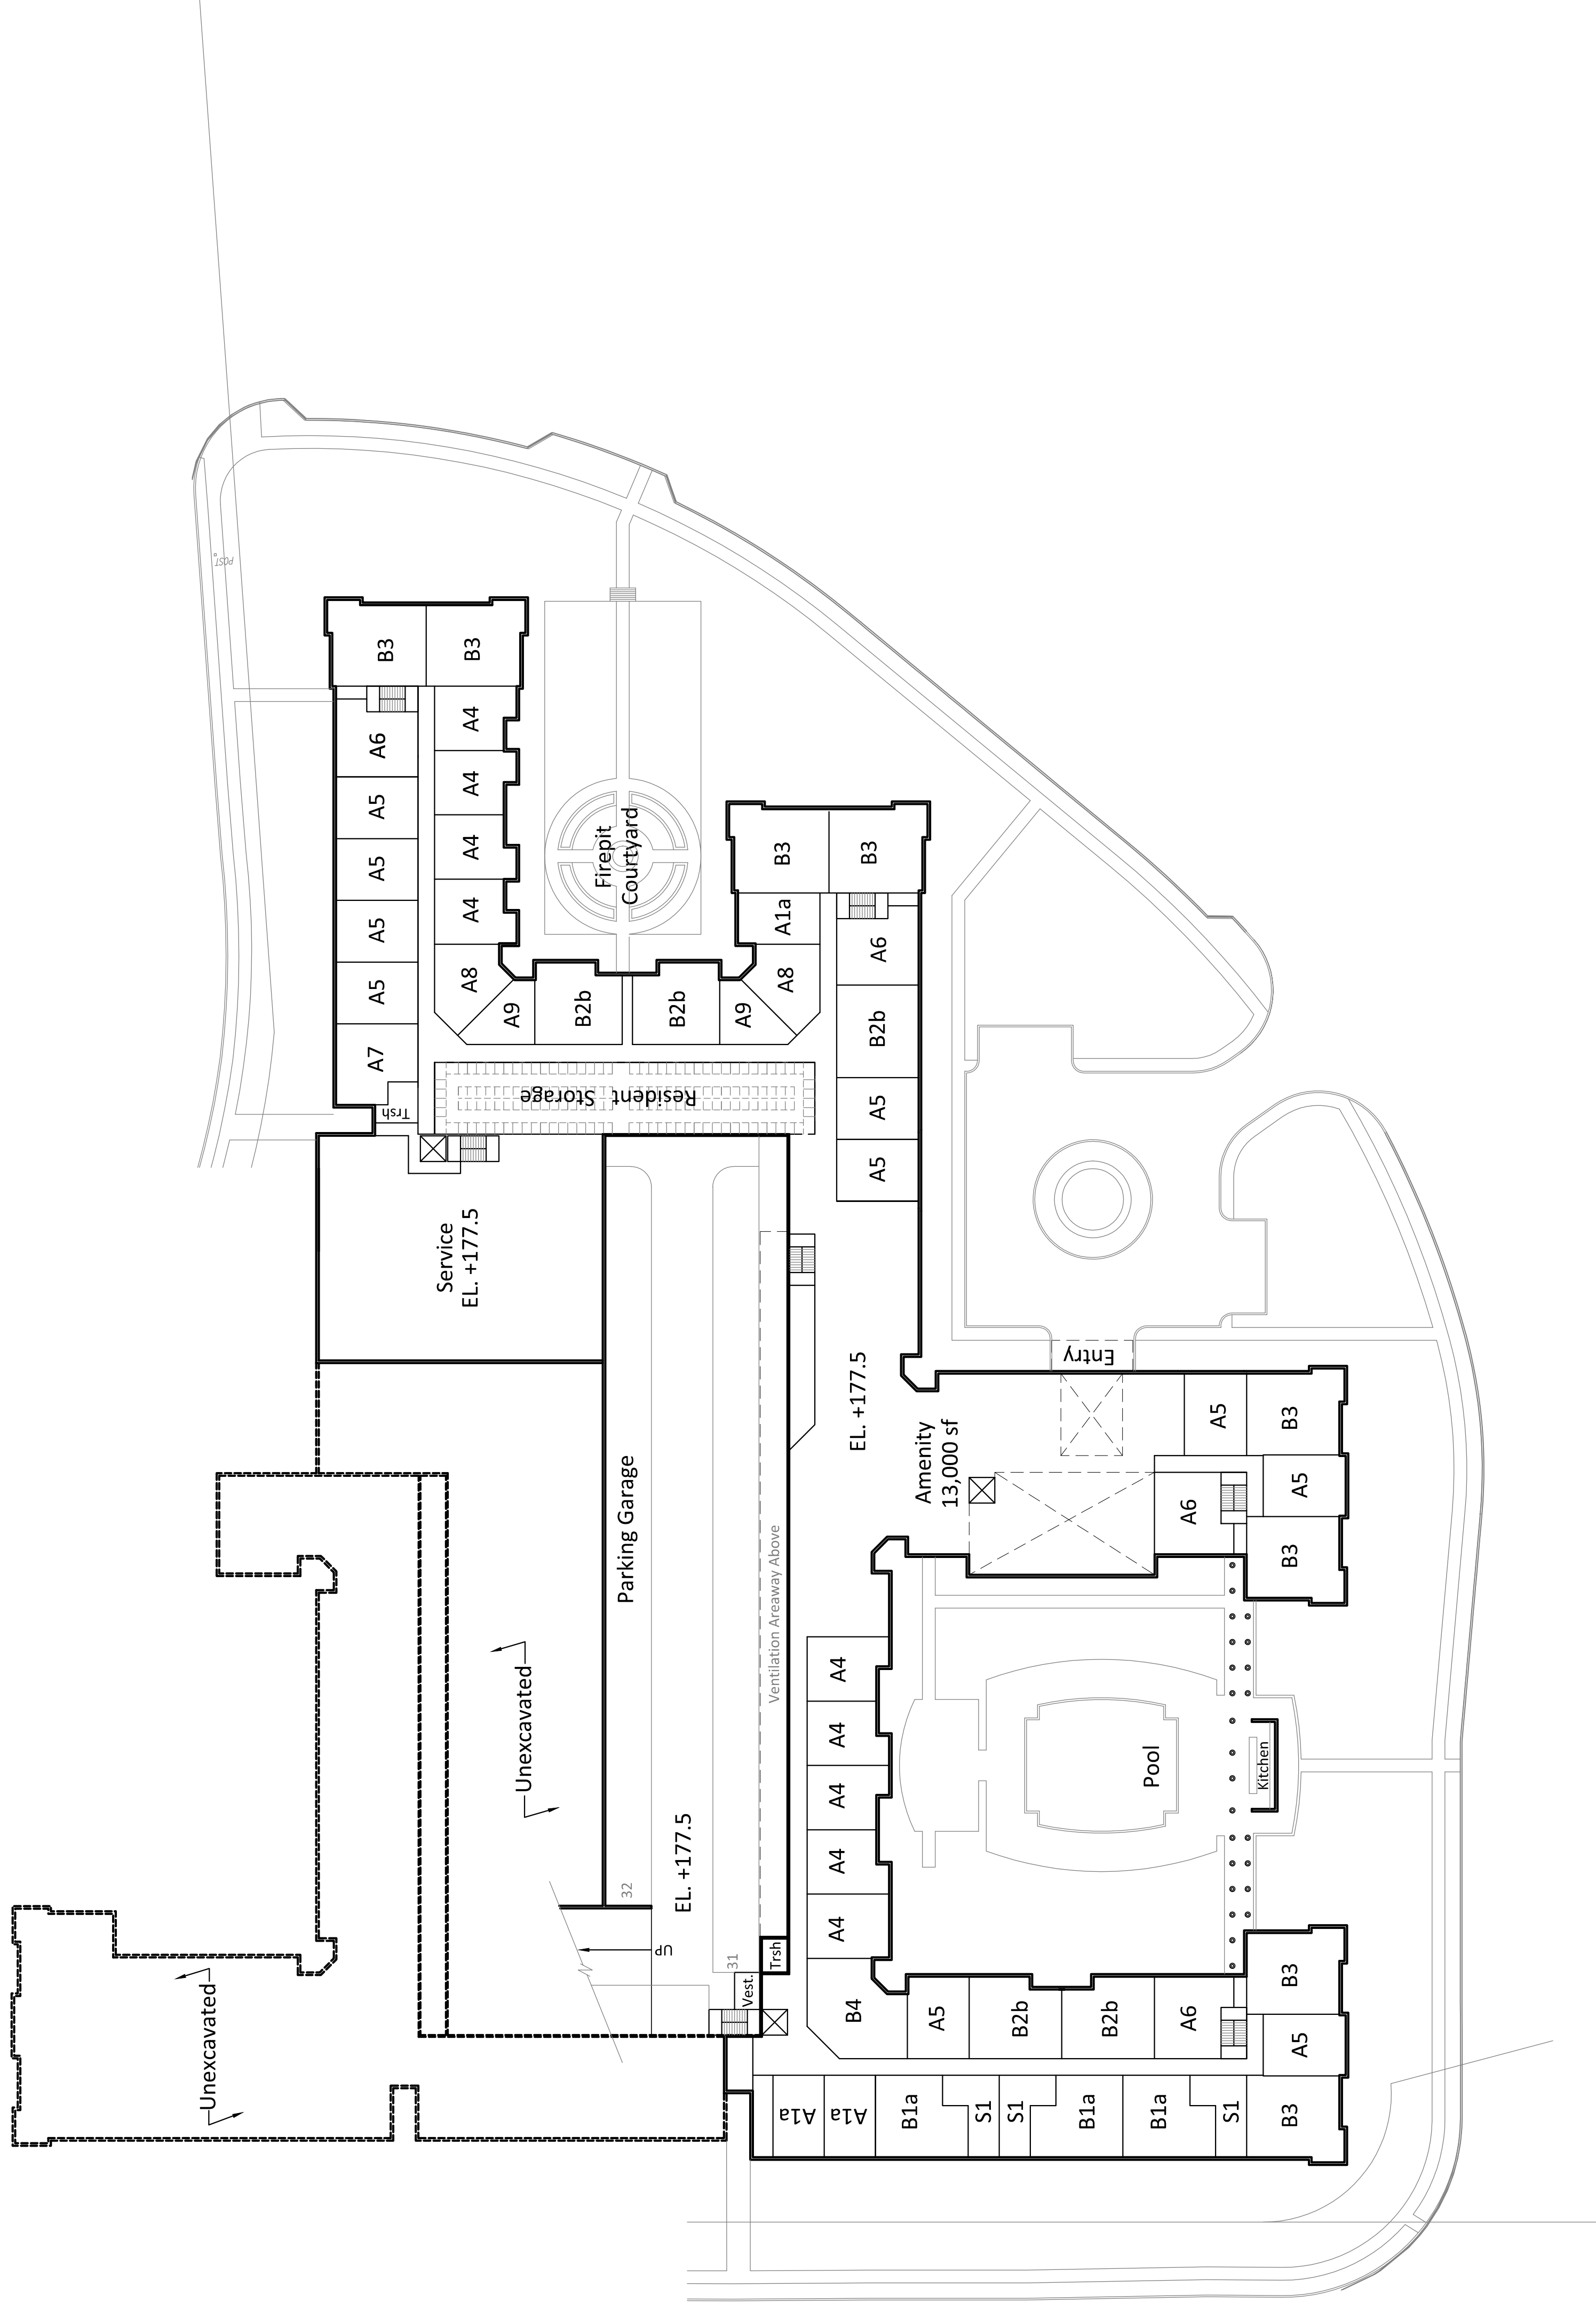 POST
B3
B3
A6
A4
A5
A4
A5
A4
A5
A4
A5
A8
A7
A9
B2b
B2b
A9
A8
A1a
B3
B3
A6
B2b
A5
A5
Firepit
Courtyard
Resident Storage
Trsh
Service
EL. +177.5
Parking Garage
Ventilation Areaway Above
EL. +177.5
Entry
Amenity
13,000 sf
A5
B3
A5
A6
B3
Unexcavated
A4
A4
A4
A4
A4
Pool
Kitchen
32
EL. +177.5
UP
31
Trsh
Vest.
Unexcavated
B4
A5
B2b
B2b
A6
B3
A5
A1a
A1a
B1a
S1
S1
B1a
B1a
S1
B3